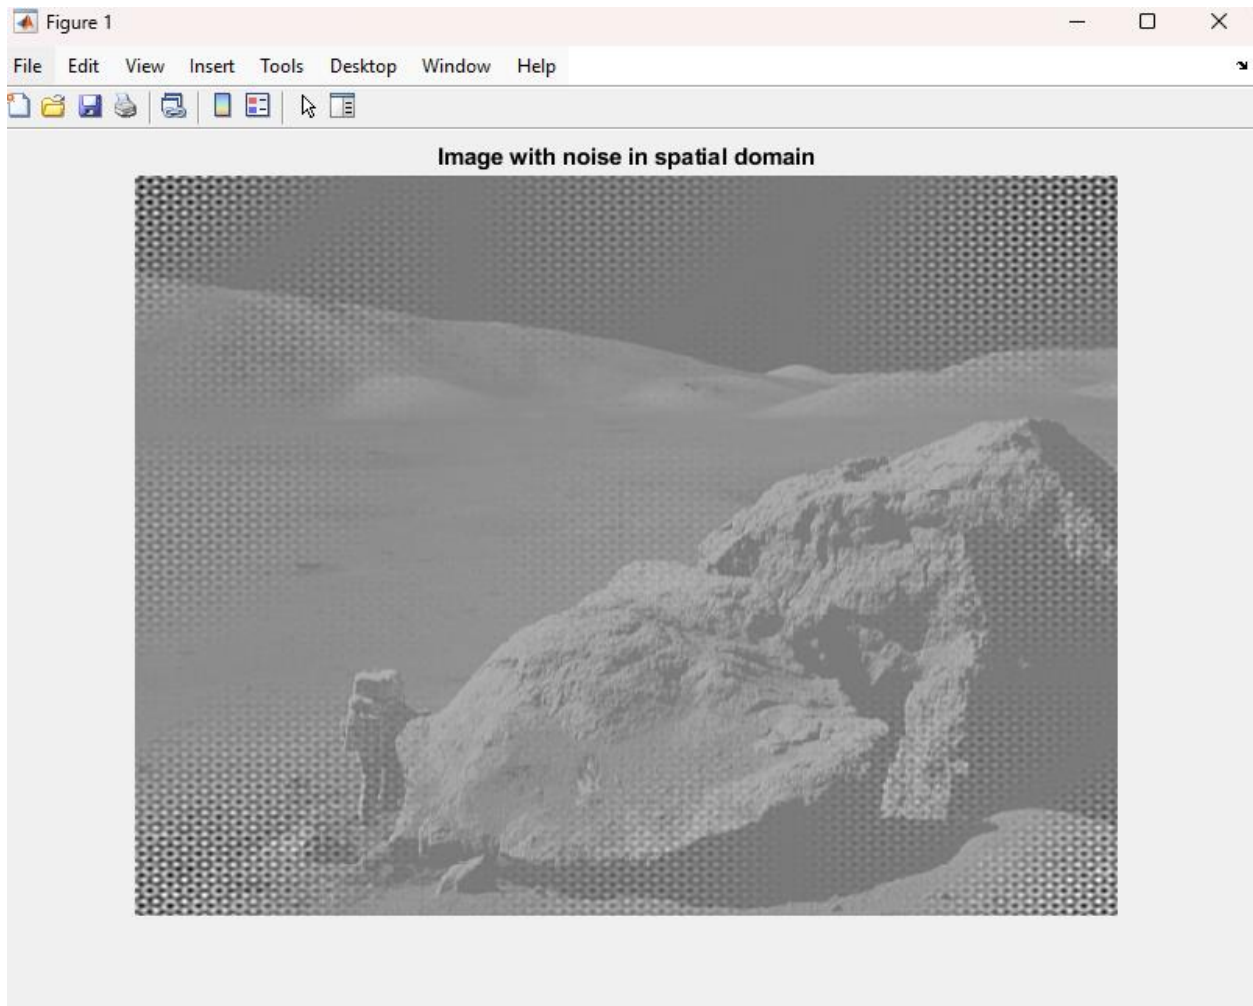 Figure 1
File Edit View Insert Tools Desktop Window Help
Image with noise in spatial domain